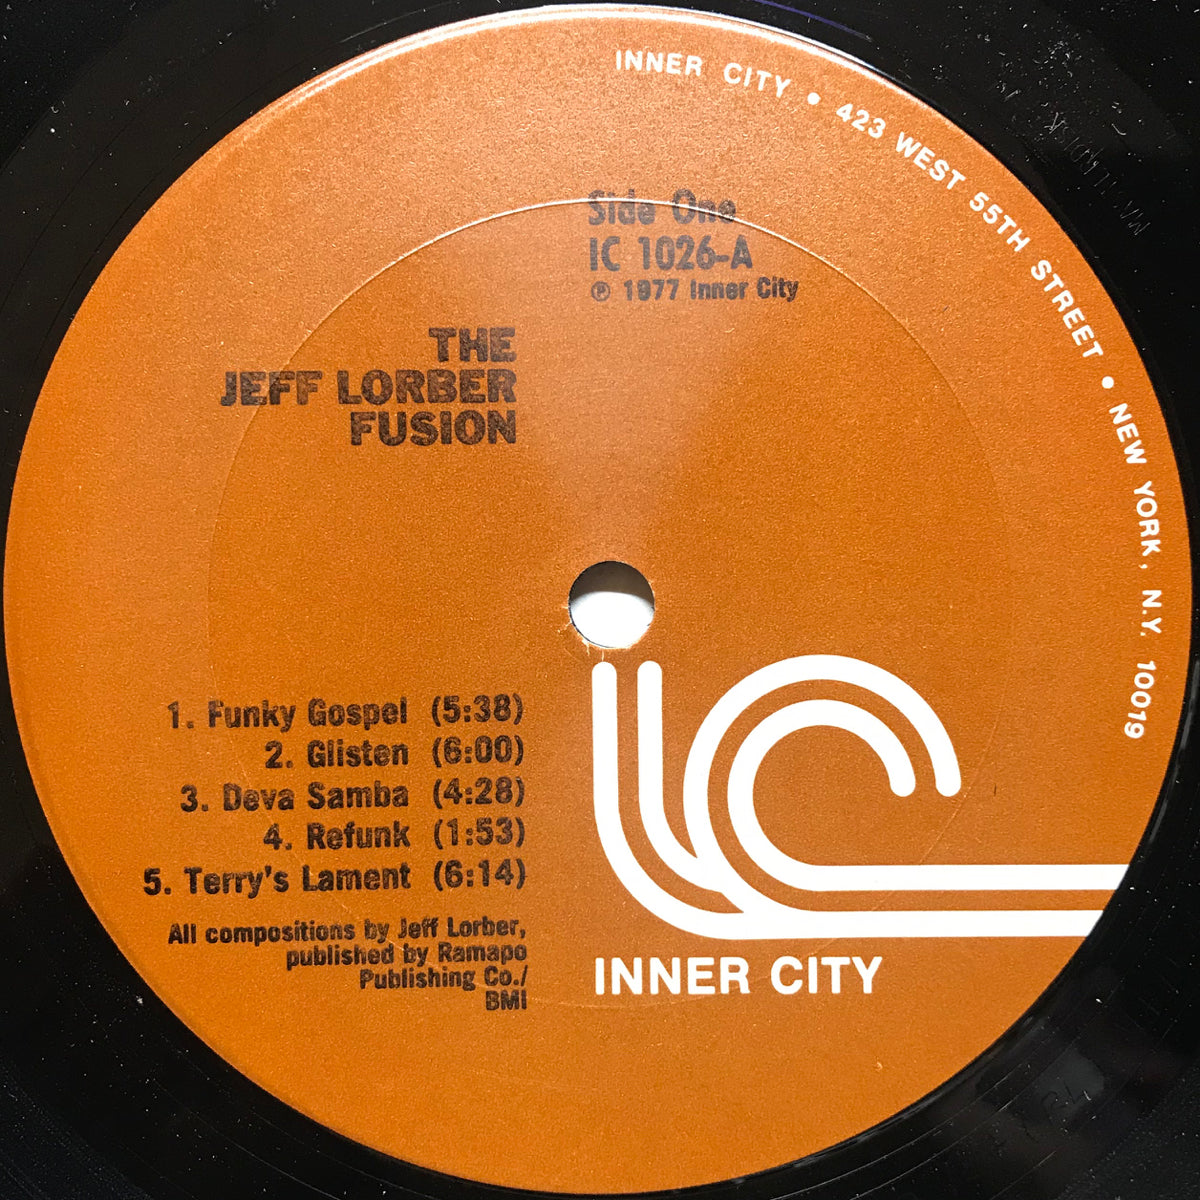 INNER CITY • 423 WEST 55TH STREET • NEW YORK, N.Y. 10019
Side One
IC 1026-A
℗ 1977 Inner City
THE
JEFF LORBER
FUSION
1. Funky Gospel (5:38)
2. Glisten (6:00)
3. Deva Samba (4:28)
4. Refunk (1:53)
5. Terry's Lament (6:14)
All compositions by Jeff Lorber,
published by Ramapo
Publishing Co./
BMI
IC
INNER CITY